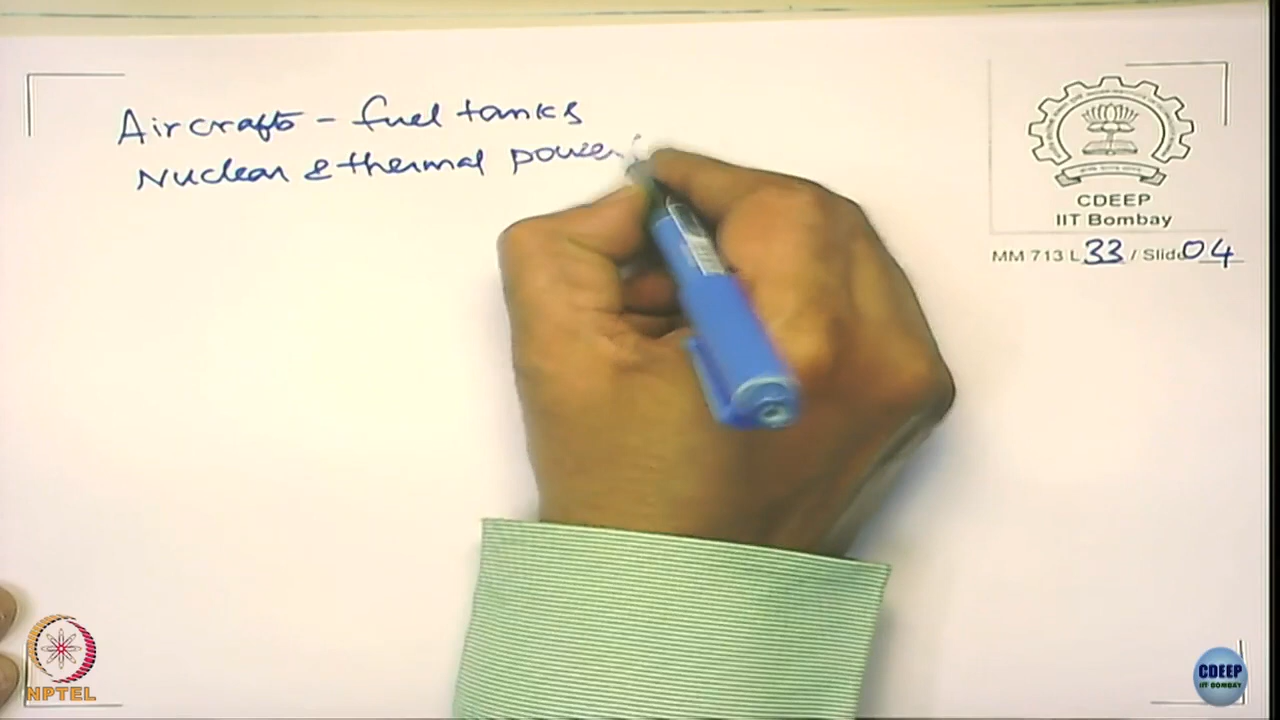 Aircrafts - fuel tanks
Nuclear & thermal power
CDEEP
IIT Bombay
MM 713 L 33 / Slide 04
NPTEL
CDEEP
IIT BOMBAY